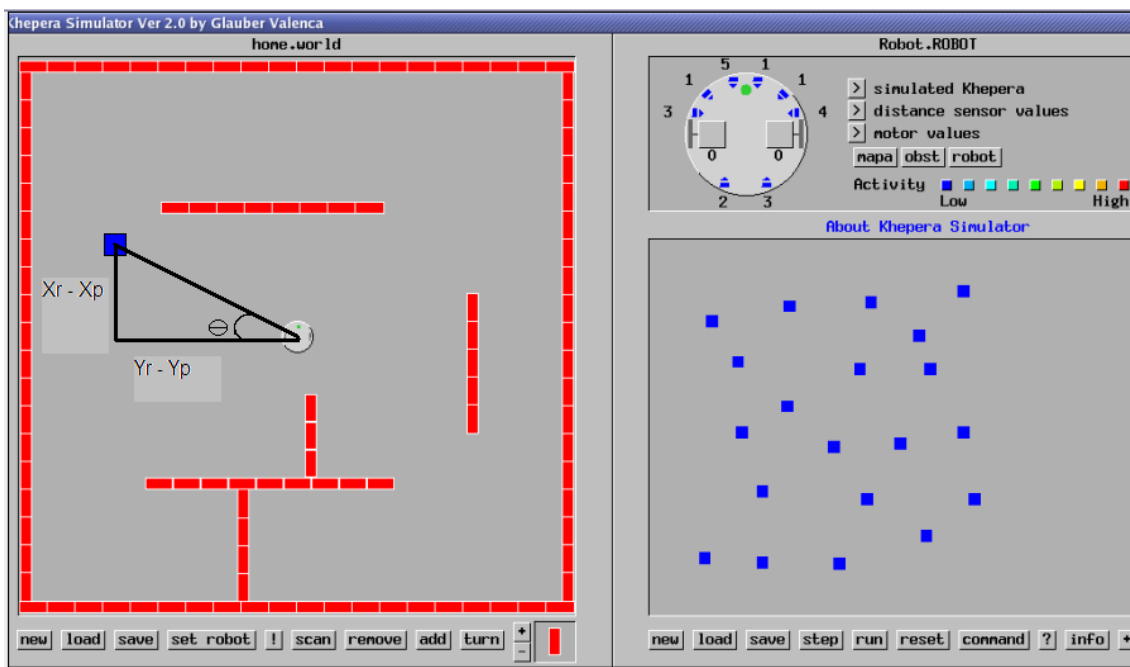 Khepera Simulator Ver 2.0 by Glauber Valenca
home.world
Xr - Xp
Θ
Yr - Yp
new load save set robot ! scan remove add turn + -
Robot.ROBOT
5 1
1 1
3 4
0 0
2 3
> simulated Khepera
> distance sensor values
> motor values
mapa obst robot
Activity
Low High
About Khepera Simulator
new load save step run reset command ? info +